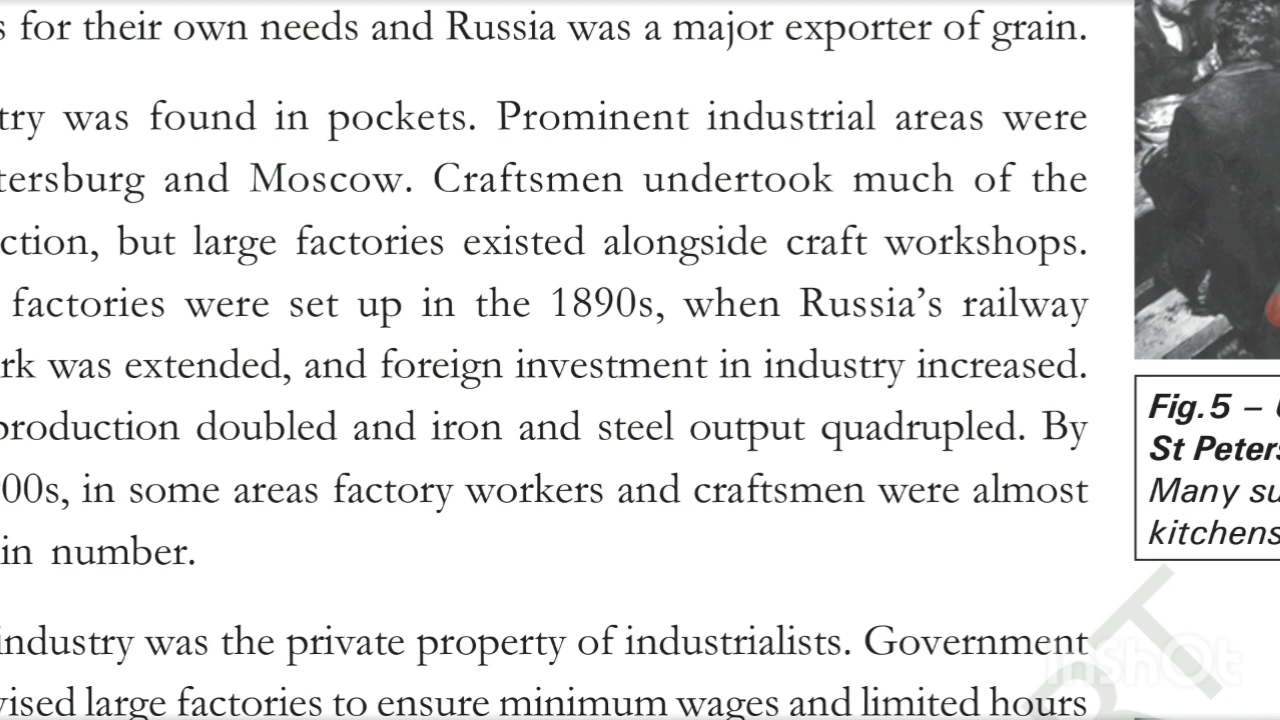 s for their own needs and Russia was a major exporter of grain.
try was found in pockets. Prominent industrial areas were
tersburg and Moscow. Craftsmen undertook much of the
ction, but large factories existed alongside craft workshops.
factories were set up in the 1890s, when Russia’s railway
rk was extended, and foreign investment in industry increased.
production doubled and iron and steel output quadrupled. By
00s, in some areas factory workers and craftsmen were almost
in number.
industry was the private property of industrialists. Government
vised large factories to ensure minimum wages and limited hours
Fig.5 –
St Peters
Many su
kitchens
InShOt